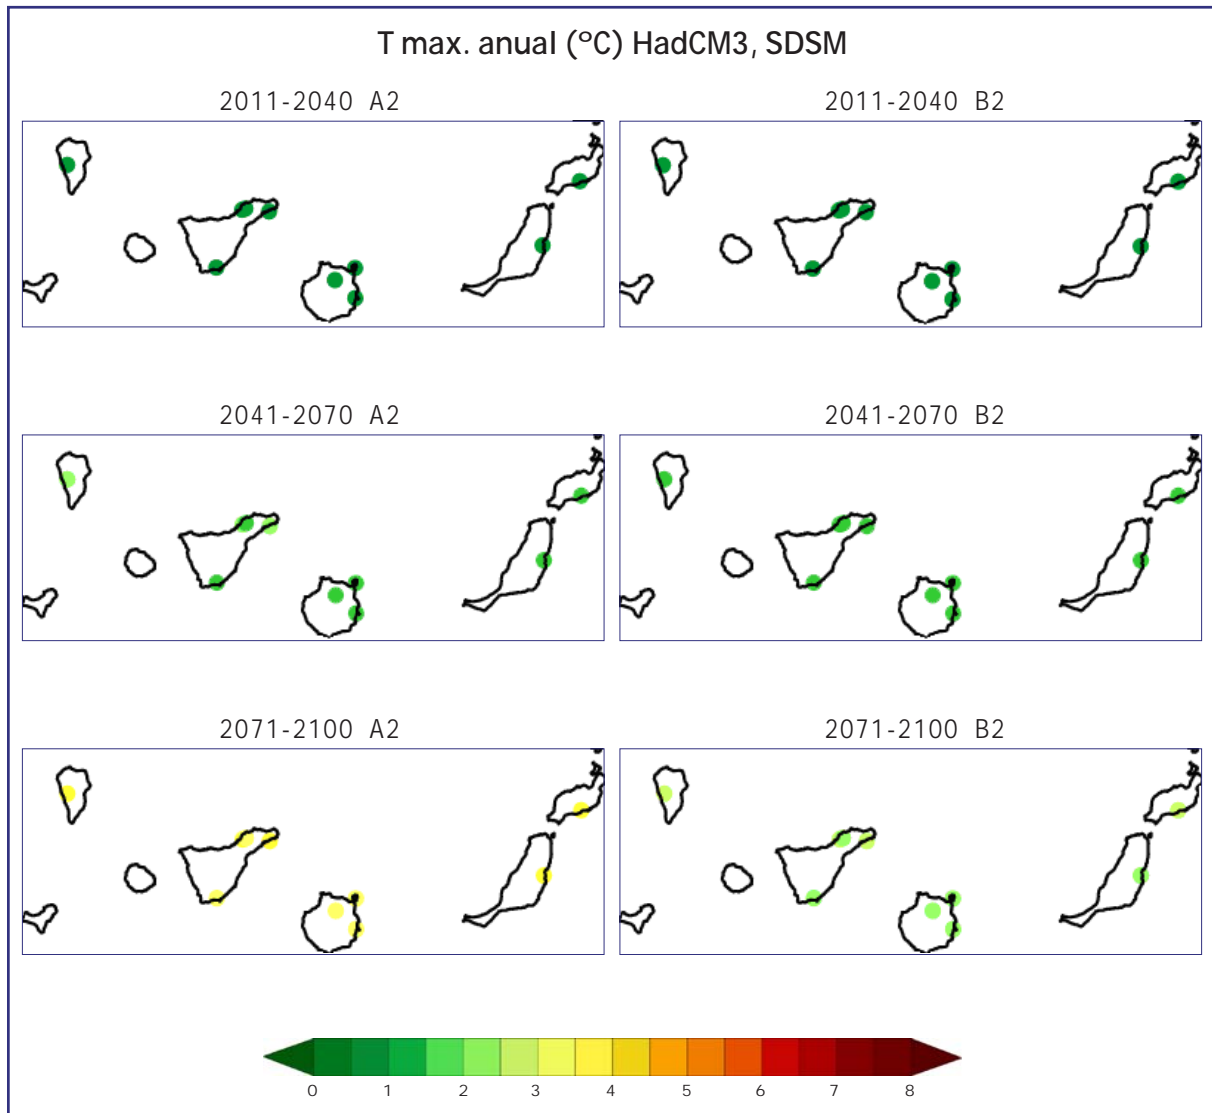 T max. anual (ºC) HadCM3, SDSM
2011-2040 A2
2011-2040 B2
2041-2070 A2
2041-2070 B2
2071-2100 A2
2071-2100 B2
0 1 2 3 4 5 6 7 8